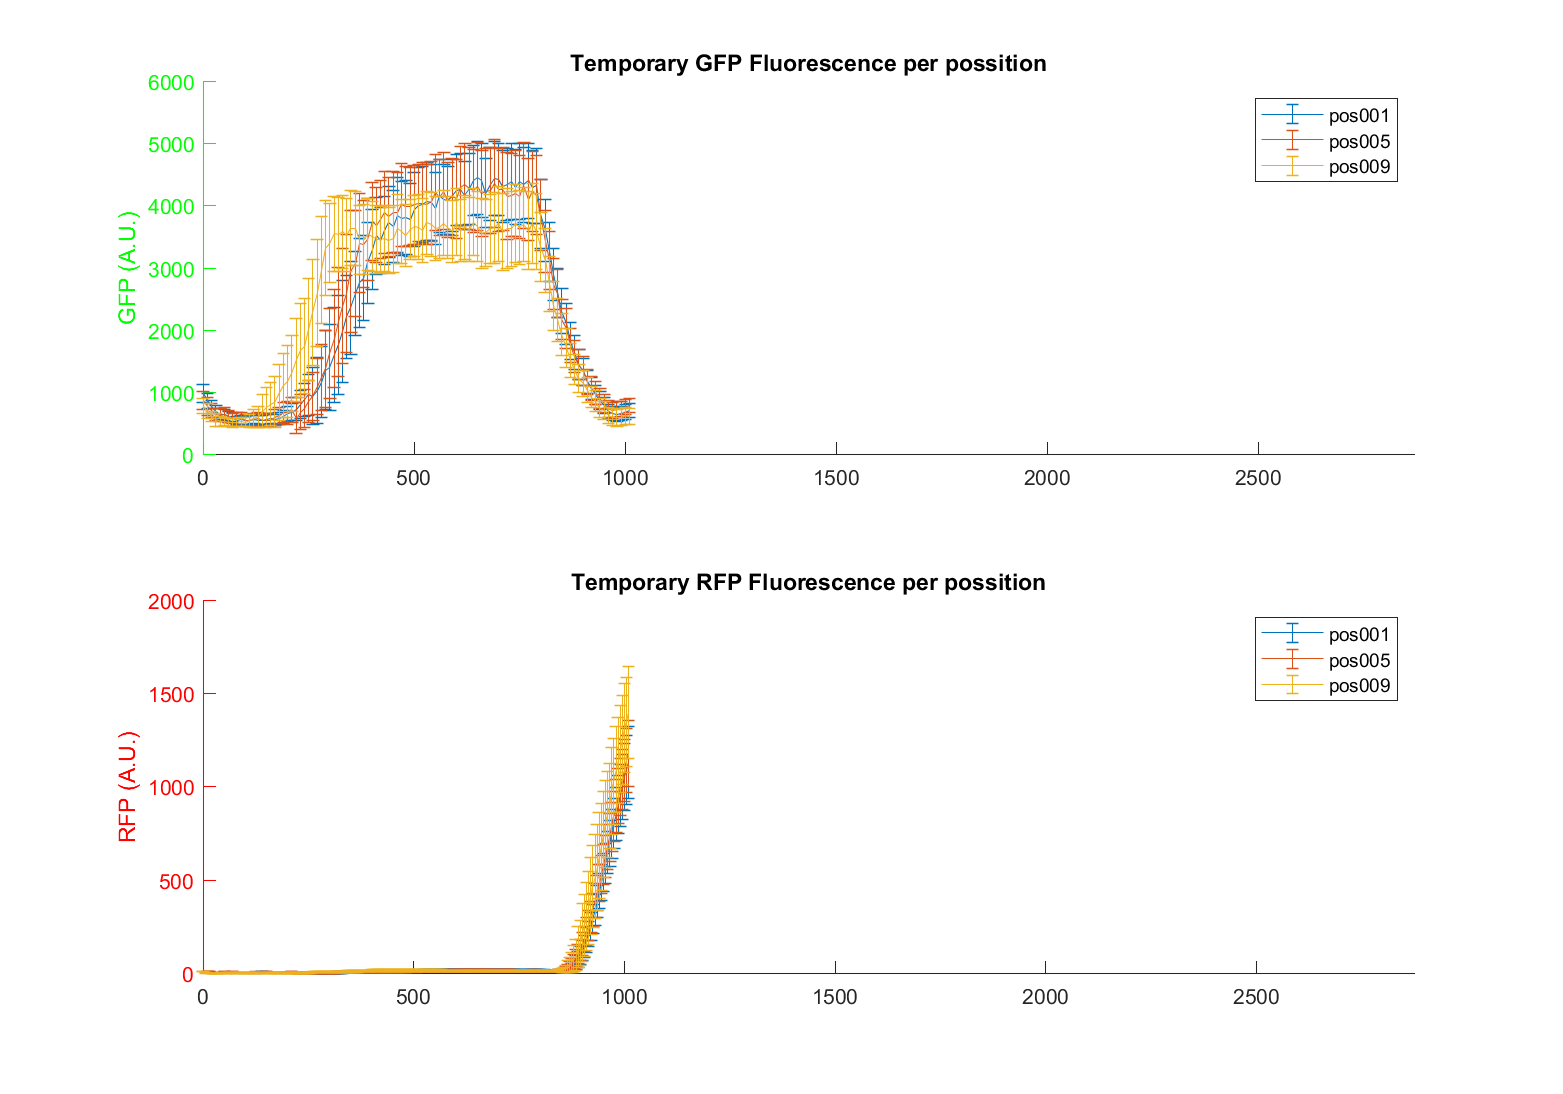 Temporary GFP Fluorescence per possition
6000
5000
4000
3000
2000
1000
0
GFP (A.U.)
0 500 1000 1500 2000 2500
pos001
pos005
pos009
Temporary RFP Fluorescence per possition
2000
1500
1000
500
0
RFP (A.U.)
0 500 1000 1500 2000 2500
pos001
pos005
pos009